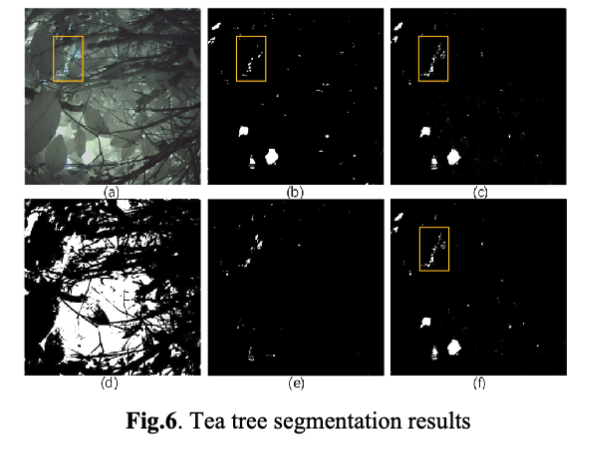 (a)
(b)
(c)
(d)
(e)
(f)
Fig.6. Tea tree segmentation results